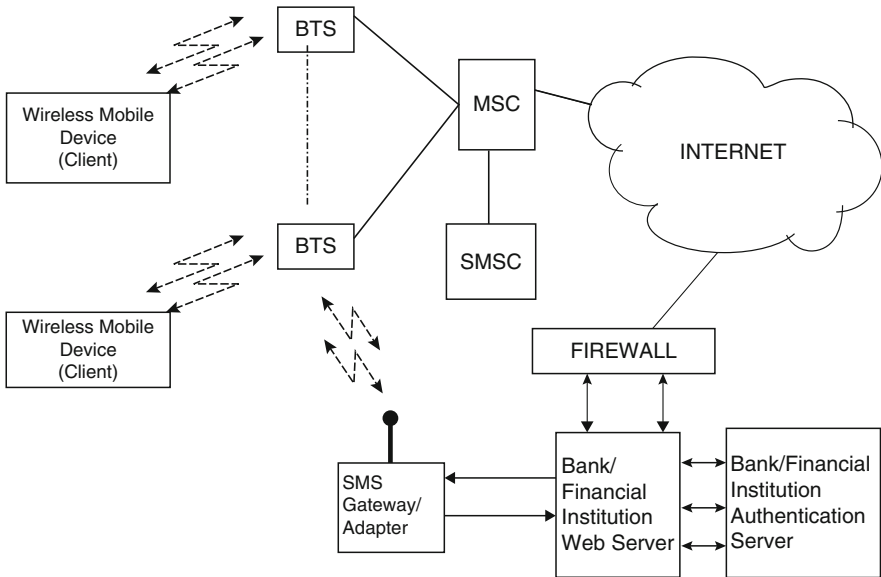 BTS
Wireless Mobile
Device
(Client)
MSC
INTERNET
BTS
SMSC
Wireless Mobile
Device
(Client)
FIREWALL
SMS
Gateway/
Adapter
Bank/
Financial
Institution
Web Server
Bank/Financial
Institution
Authentication
Server